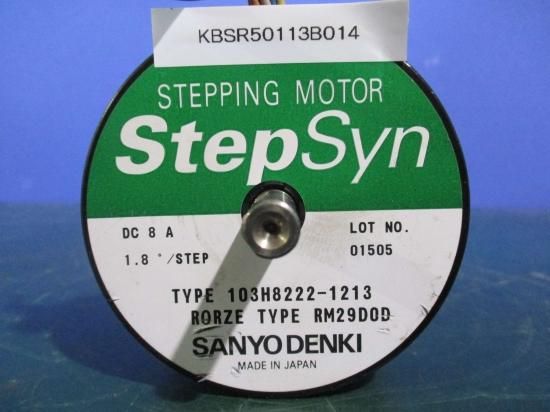 KBSR50113B014
STEPPING MOTOR
StepSyn
DC 8 A
1.8 °/STEP
LOT NO.
01505
TYPE 103H8222-1213
RORZE TYPE RM29D0D
SANYO DENKI
MADE IN JAPAN